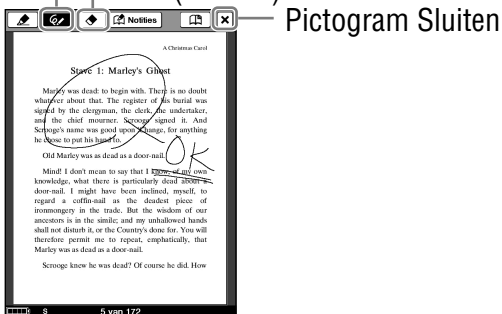 Pictogram Sluiten
Notities
A Christmas Carol
Stave 1: Marley's Ghost
Marley was dead: to begin with. There is no doubt
whatever about that. The register of his burial was
signed by the clergyman, the clerk, the undertaker,
and the chief mourner. Scrooge signed it. And
Scrooge's name was good upon 'Change, for anything
he chose to put his hand to.
Old Marley was as dead as a door-nail.
OK
Mind! I don't mean to say that I know, of my own
knowledge, what there is particularly dead about a
door-nail. I might have been inclined, myself, to
regard a coffin-nail as the deadest piece of
ironmongery in the trade. But the wisdom of our
ancestors is in the simile; and my unhallowed hands
shall not disturb it, or the Country's done for. You will
therefore permit me to repeat, emphatically, that
Marley was as dead as a door-nail.
Scrooge knew he was dead? Of course he did. How
S 5 van 172